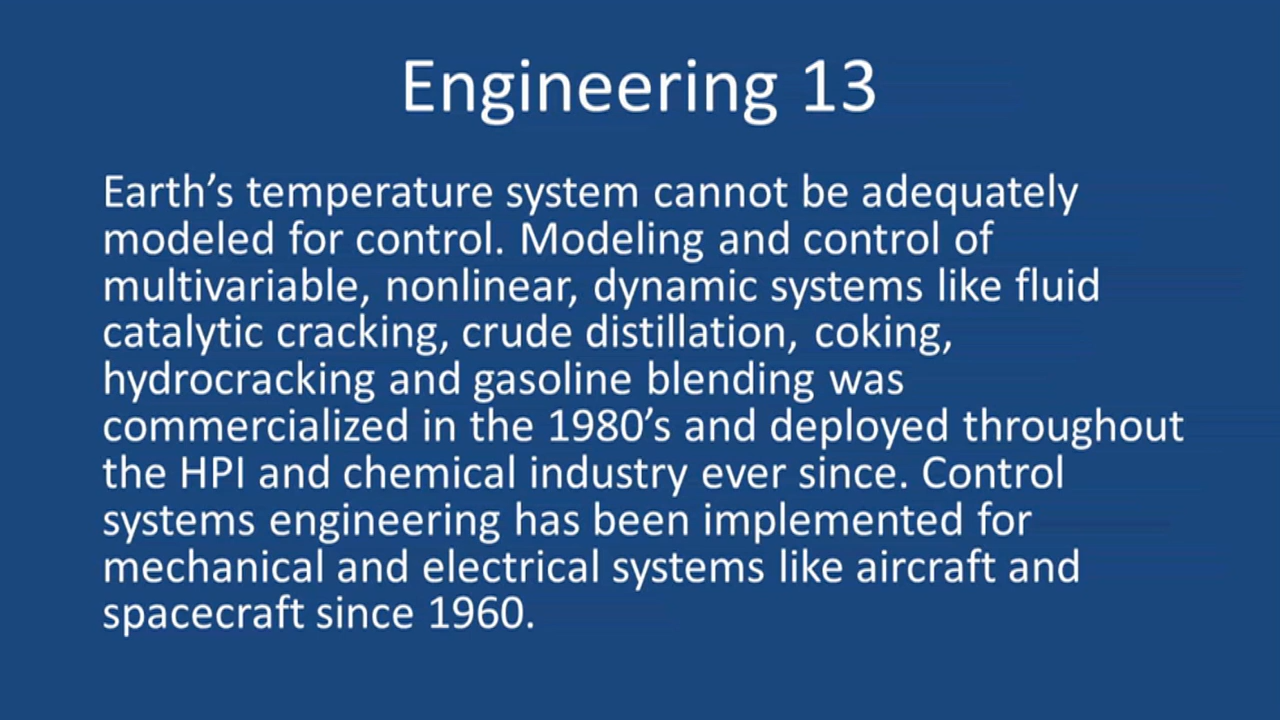 Engineering 13
Earth’s temperature system cannot be adequately
modeled for control. Modeling and control of
multivariable, nonlinear, dynamic systems like fluid
catalytic cracking, crude distillation, coking,
hydrocracking and gasoline blending was
commercialized in the 1980’s and deployed throughout
the HPI and chemical industry ever since. Control
systems engineering has been implemented for
mechanical and electrical systems like aircraft and
spacecraft since 1960.